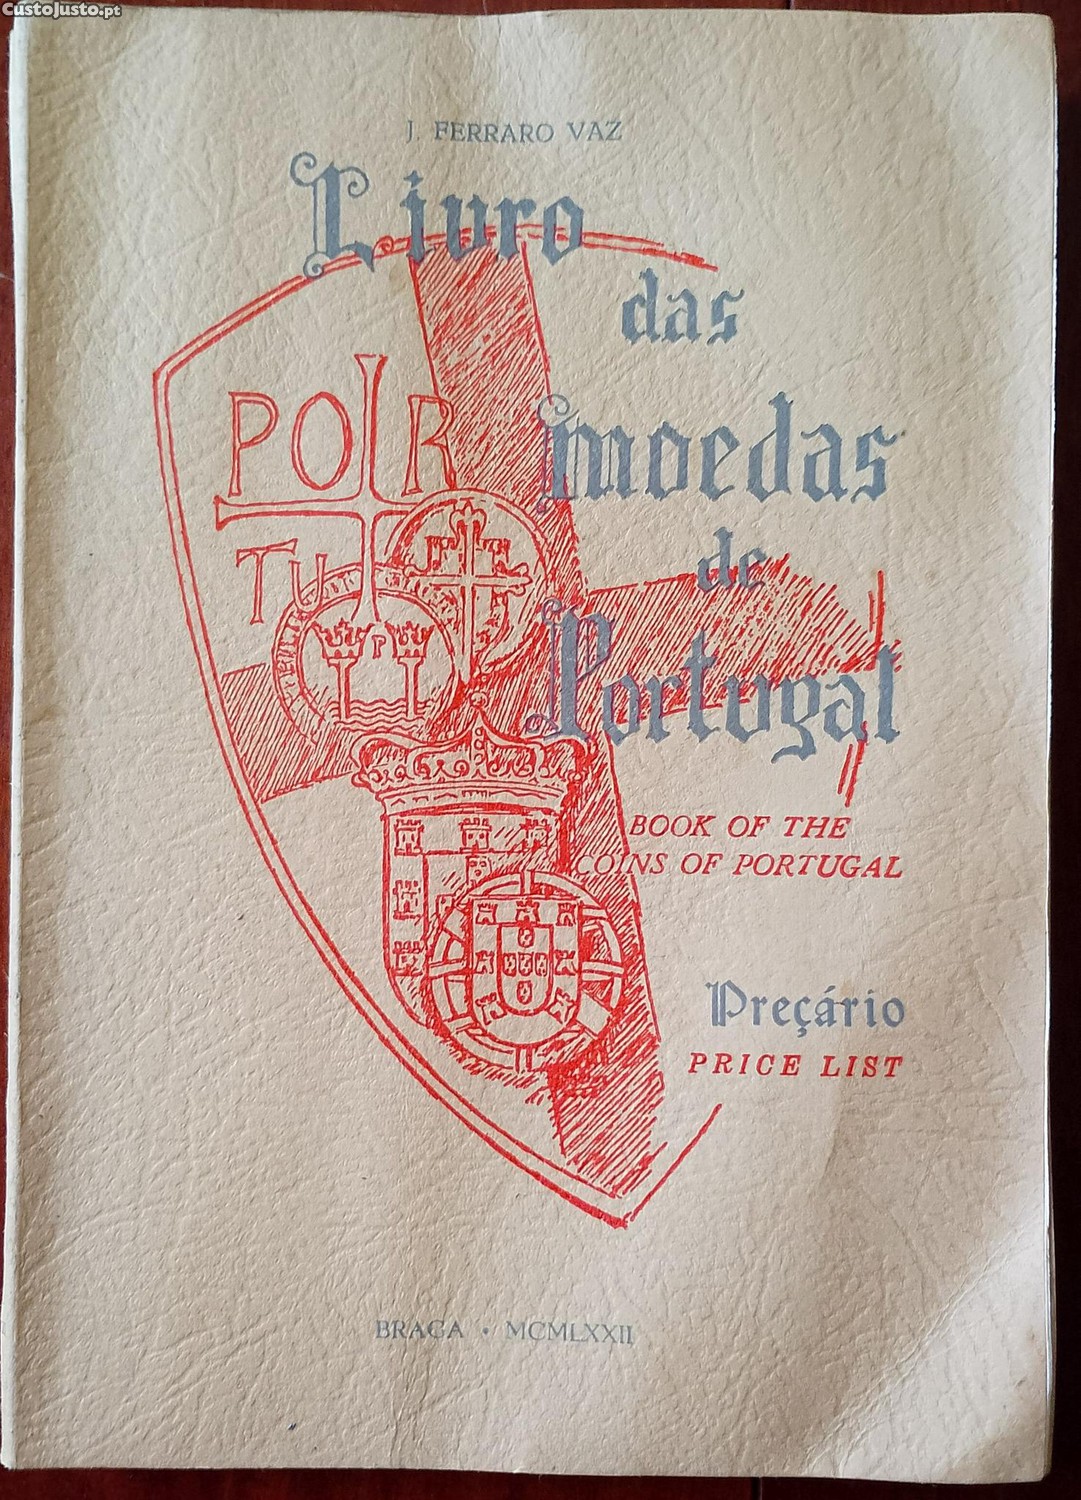 CustoJusto.pt
J. FERRARO VAZ
Livro
das
moedas
de
Portugal
POR
TU
P
BOOK OF THE
COINS OF PORTUGAL
Preçário
PRICE LIST
BRAGA • MCMLXXII